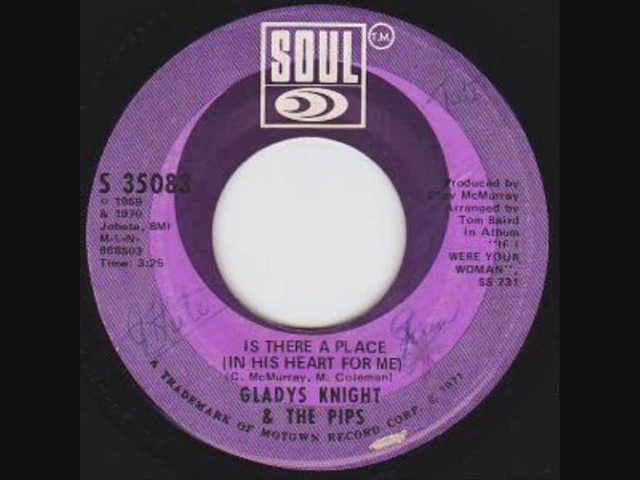 SOUL
T.M.
S 35083
℗ 1969
& 1970
Jobete, BMI
M-L-N-
868S03
Time: 3:25
Produced by
Clay McMurray
Arranged by
Tom Baird
In Album
"IF I
WERE YOUR
WOMAN",
SS 731
IS THERE A PLACE
(IN HIS HEART FOR ME)
(C. McMurray, M. Coleman)
GLADYS KNIGHT
& THE PIPS
A TRADEMARK OF MOTOWN RECORD CORP. © 1971